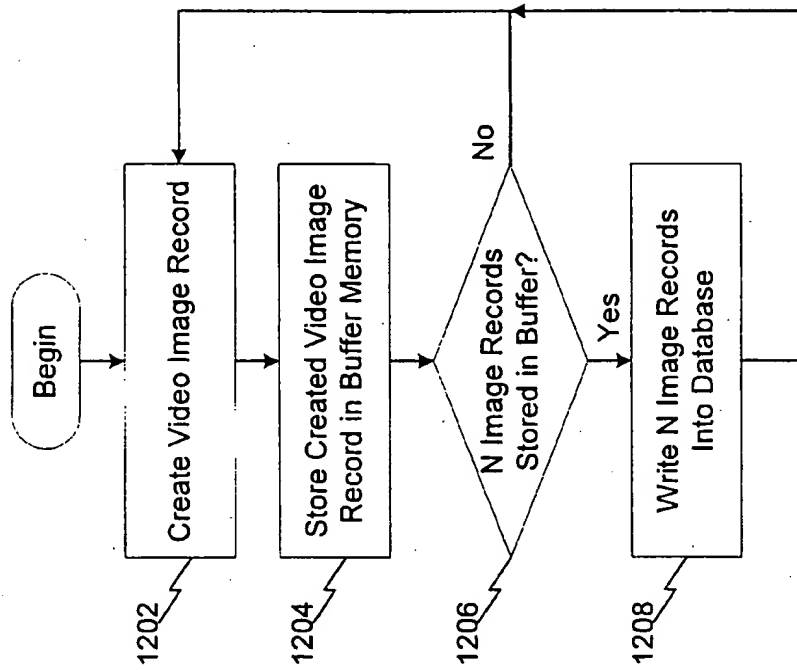 Begin
1202
Create Video Image Record
1204
Store Created Video Image
Record in Buffer Memory
1206
N Image Records
Stored in Buffer?
No
Yes
1208
Write N Image Records
Into Database